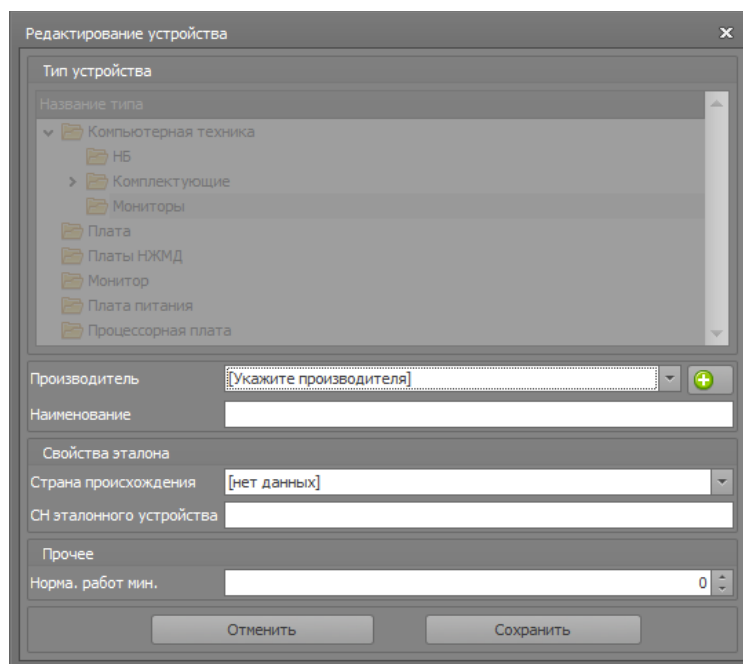 Редактирование устройства
Тип устройства
Название типа
Компьютерная техника
НБ
Комплектующие
Мониторы
Плата
Платы НЖМД
Монитор
Плата питания
Процессорная плата
Производитель [Укажите производителя]
Наименование
Свойства эталона
Страна происхождения [нет данных]
СН эталонного устройства
Прочее
Норма. работ мин. 0
Отменить Сохранить